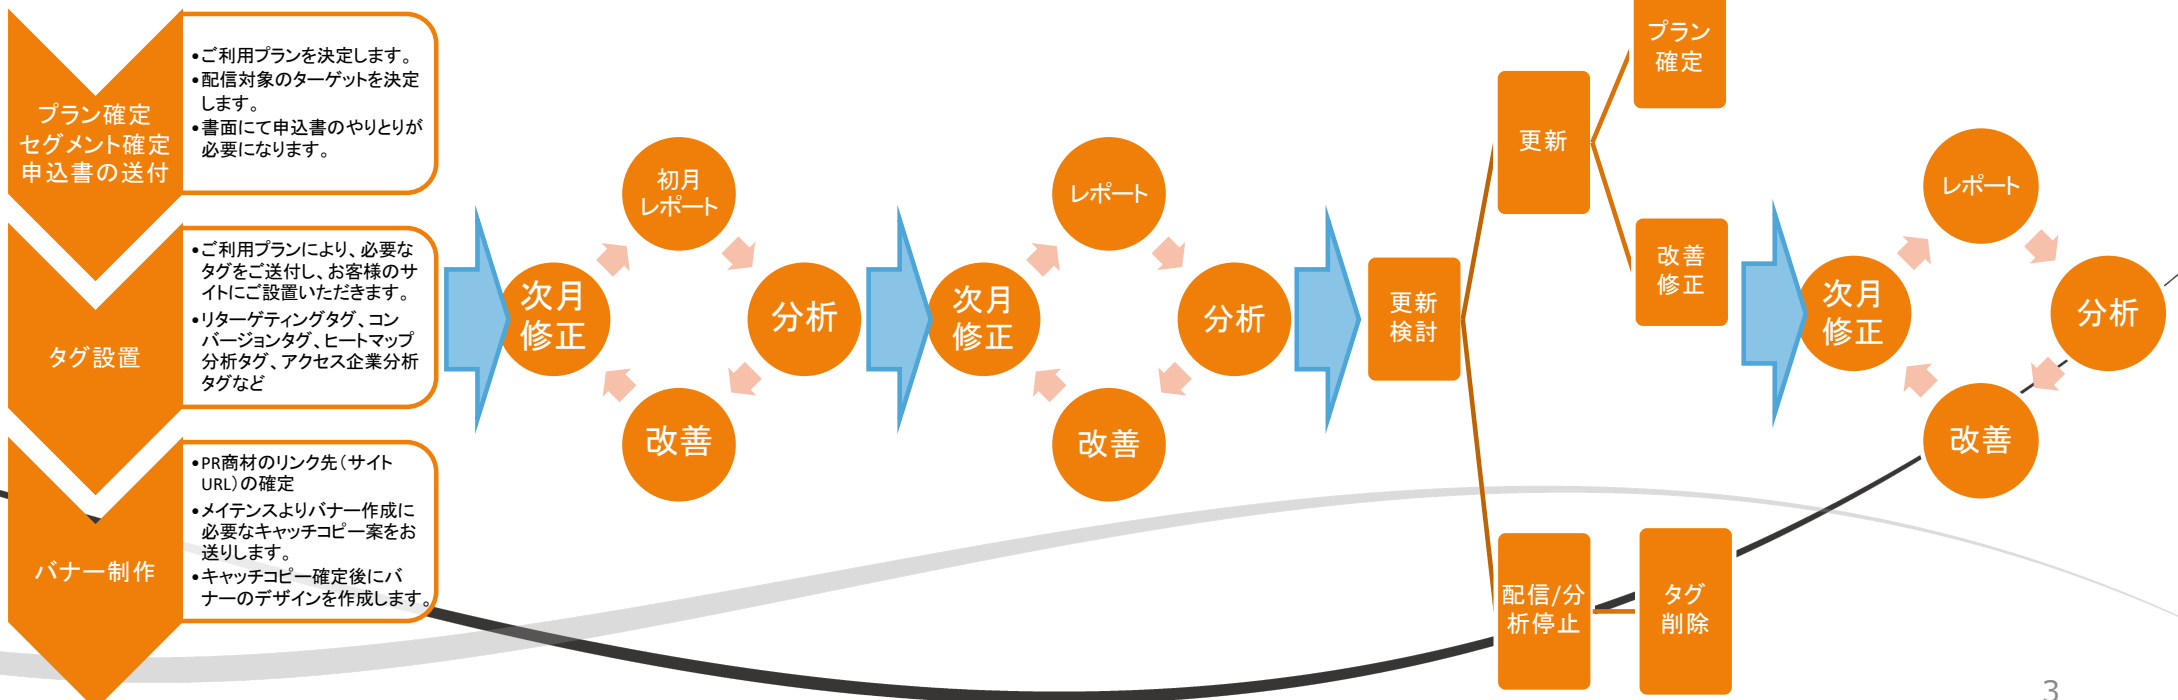 プラン確定
セグメント確定
申込書の送付
•ご利用プランを決定します。
•配信対象のターゲットを決定
します。
•書面にて申込書のやりとりが
必要になります。
タグ設置
•ご利用プランにより、必要な
タグをご送付し、お客様のサ
イトにご設置いただきます。
•リターゲティングタグ、コン
バージョンタグ、ヒートマップ
分析タグ、アクセス企業分析
タグなど
バナー制作
•PR商材のリンク先(サイト
URL)の確定
•メイテンスよりバナー作成に
必要なキャッチコピー案をお
送りします。
•キャッチコピー確定後にバ
ナーのデザインを作成します。
初月
レポート
分析
改善
次月
修正
レポート
分析
改善
次月
修正
更新
検討
更新
プラン
確定
改善
修正
配信/分
析停止
タグ
削除
レポート
分析
改善
次月
修正
3